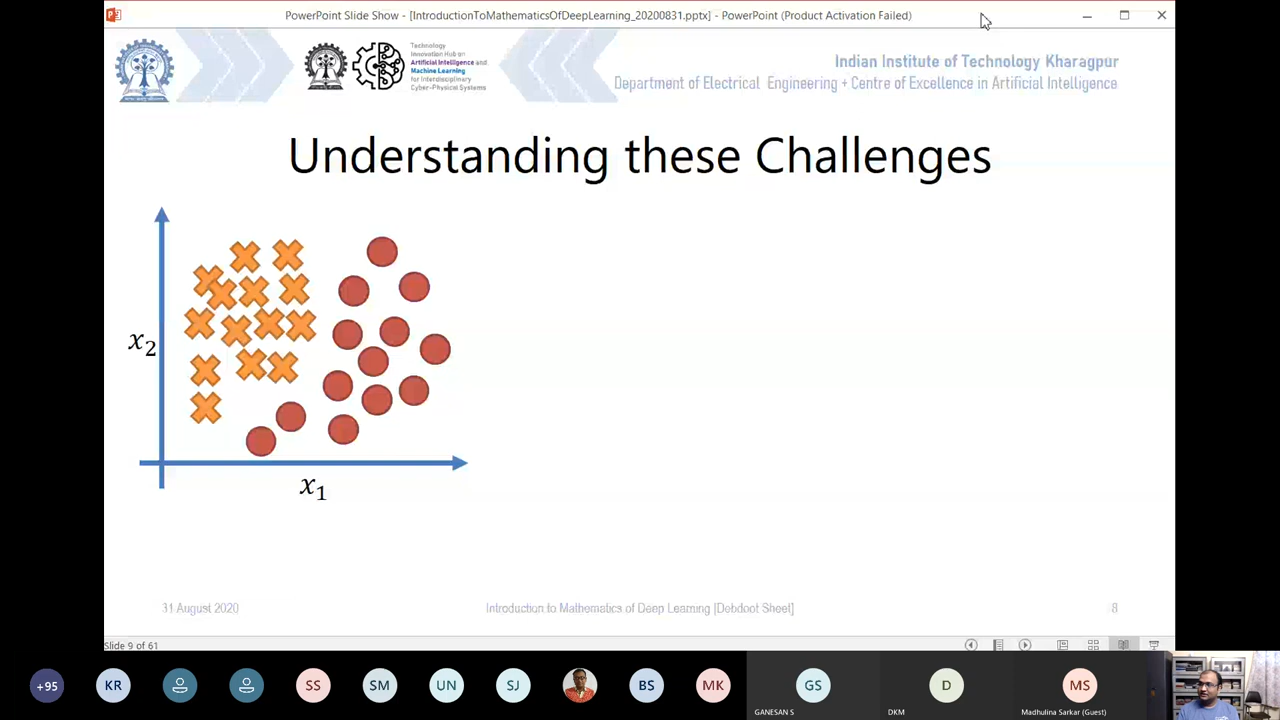 PowerPoint Slide Show - [IntroductionToMathematicsOfDeepLearning_20200831.pptx] - PowerPoint (Product Activation Failed)
Technology
Innovation Hub on
Artificial Intelligence and
Machine Learning
for Interdisciplinary
Cyber-Physical Systems
Indian Institute of Technology Kharagpur
Department of Electrical Engineering + Centre of Excellence in Artificial Intelligence
Understanding these Challenges
x₂
x₁
31 August 2020
Introduction to Mathematics of Deep Learning [Debdoot Sheet]
8
Slide 9 of 61
+95
KR
SS
SM
UN
SJ
BS
MK
GS
D
MS
GANESAN S
DKM
Madhulina Sarkar (Guest)